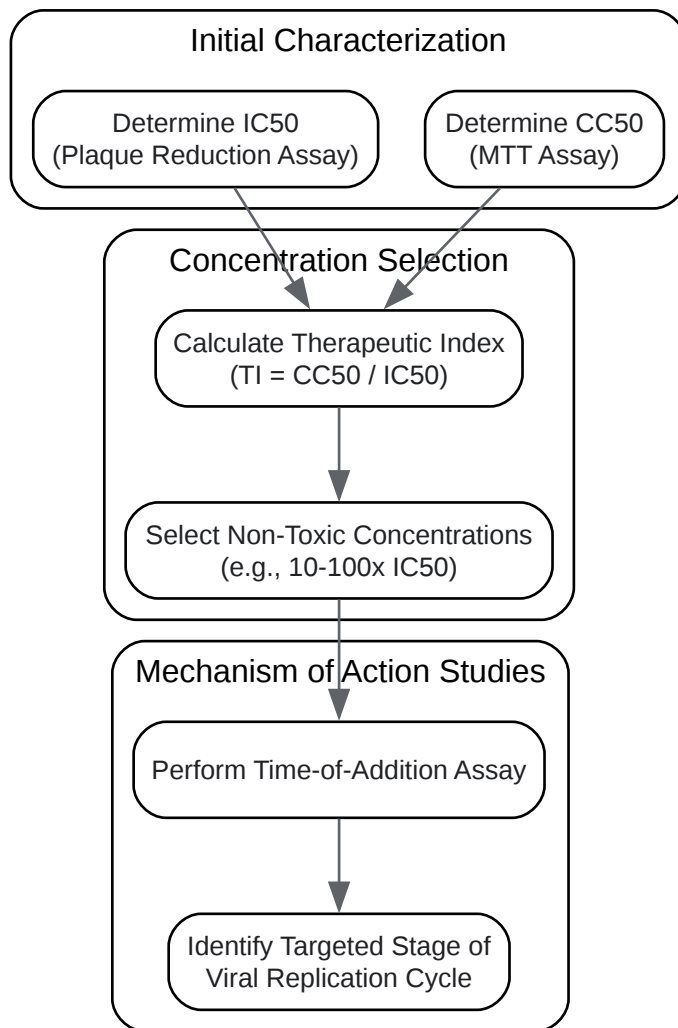 Initial Characterization
Determine IC50
(Plaque Reduction Assay)
Determine CC50
(MTT Assay)
Concentration Selection
Calculate Therapeutic Index
(TI = CC50 / IC50)
Select Non-Toxic Concentrations
(e.g., 10-100x IC50)
Mechanism of Action Studies
Perform Time-of-Addition Assay
Identify Targeted Stage of
Viral Replication Cycle